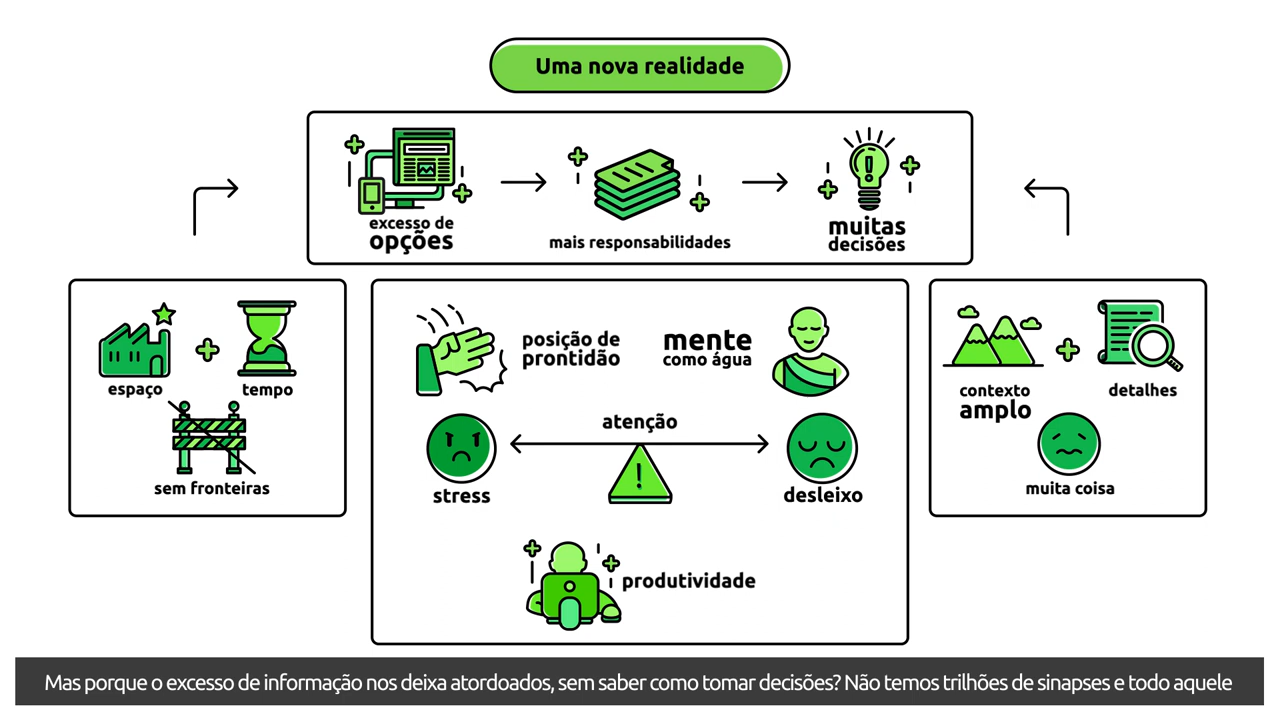 Uma nova realidade
excesso de
opções
mais responsabilidades
muitas
decisões
espaço
tempo
sem fronteiras
posição de
prontidão
mente
como água
atenção
stress
desleixo
produtividade
contexto
amplo
detalhes
muita coisa
Mas porque o excesso de informação nos deixa atordoados, sem saber como tomar decisões? Não temos trilhões de sinapses e todo aquele